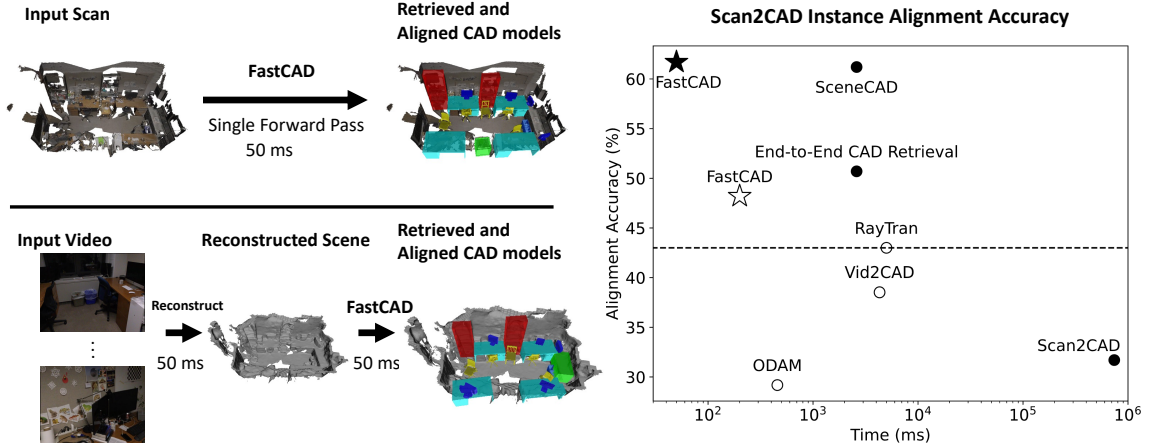 Input Scan
FastCAD
Single Forward Pass
50 ms
Retrieved and
Aligned CAD models
Input Video
Reconstruct
50 ms
Reconstructed Scene
FastCAD
50 ms
Retrieved and
Aligned CAD models
Scan2CAD Instance Alignment Accuracy
Alignment Accuracy (%)
60
55
50
45
40
35
30
FastCAD
SceneCAD
End-to-End CAD Retrieval
FastCAD
RayTran
Vid2CAD
Scan2CAD
ODAM
10²
10³
10⁴
10⁵
10⁶
Time (ms)